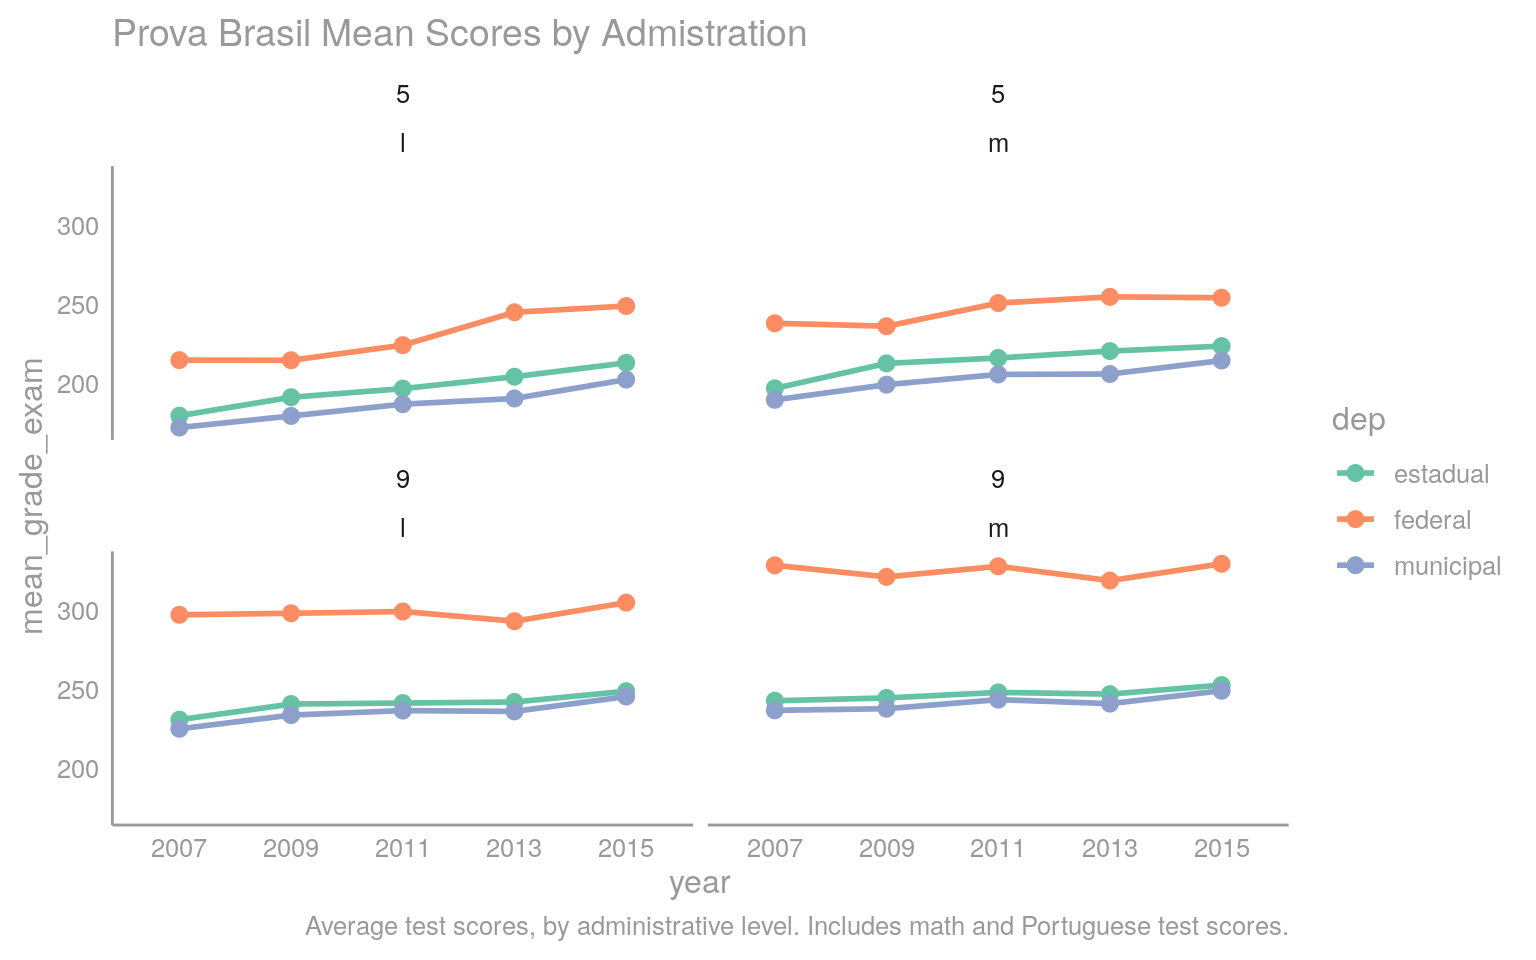 Prova Brasil Mean Scores by Admistration
5
l
5
m
300
250
200
9
l
9
m
300
250
200
mean_grade_exam
2007 2009 2011 2013 2015
2007 2009 2011 2013 2015
year
dep
estadual
federal
municipal
Average test scores, by administrative level. Includes math and Portuguese test scores.